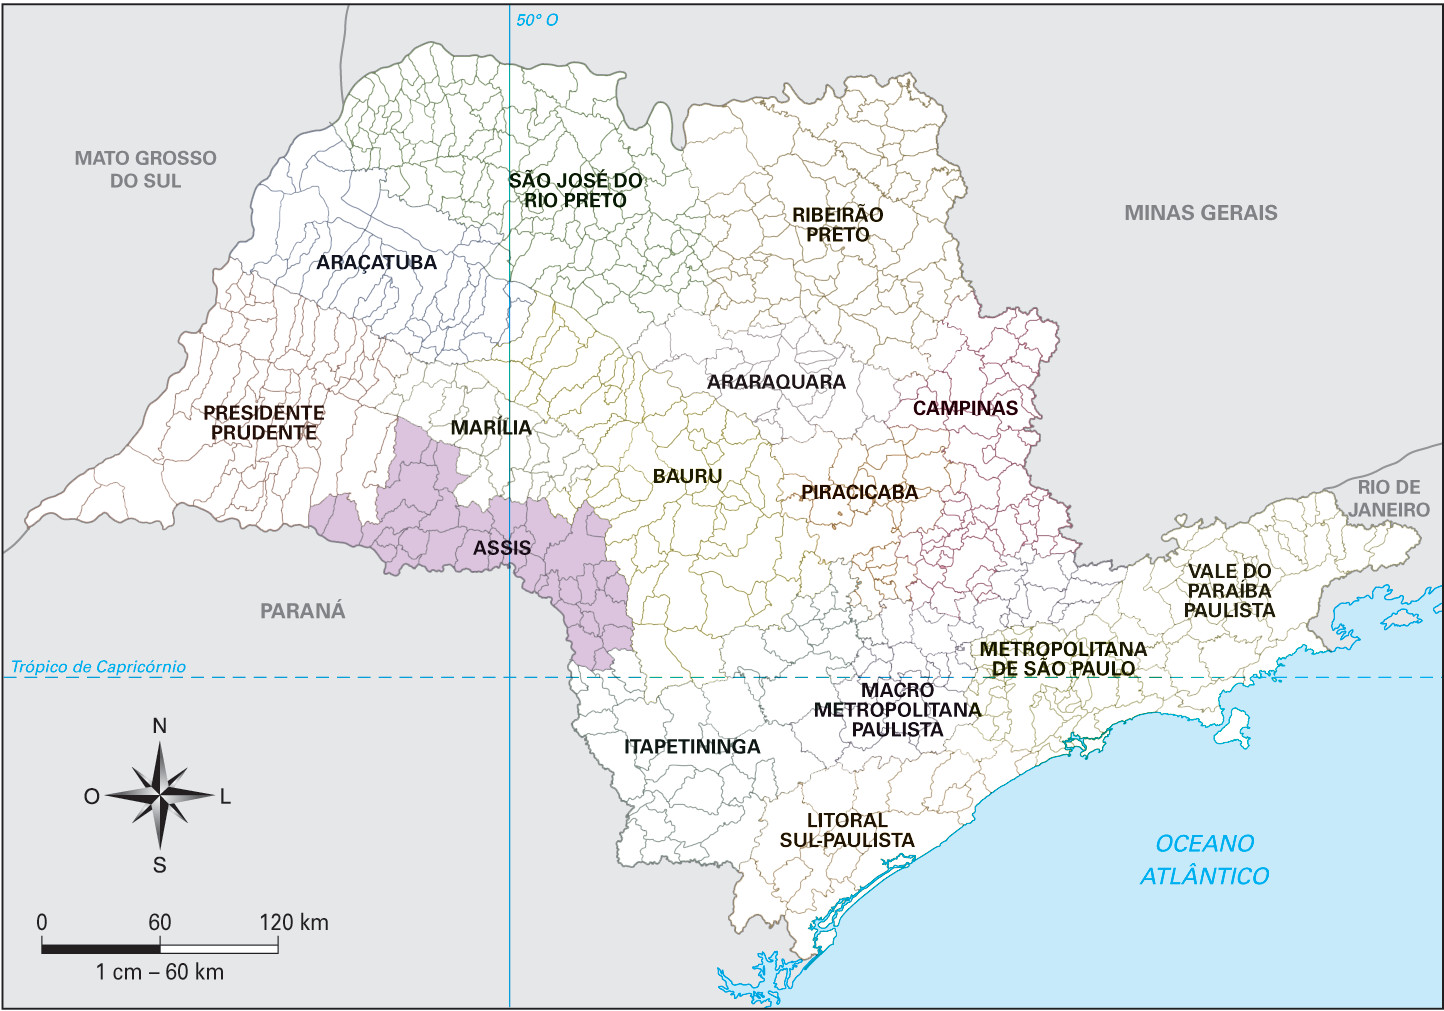 50° O
MATO GROSSO
DO SUL
SÃO JOSÉ DO
RIO PRETO
RIBEIRÃO
PRETO
MINAS GERAIS
ARAÇATUBA
ARARAQUARA
CAMPINAS
PRESIDENTE
PRUDENTE
MARÍLIA
BAURU
PIRACICABA
RIO DE
JANEIRO
ASSIS
VALE DO
PARAÍBA
PAULISTA
PARANÁ
METROPOLITANA
DE SÃO PAULO
Trópico de Capricórnio
MACRO
METROPOLITANA
PAULISTA
ITAPETININGA
N
O
L
S
LITORAL
SUL-PAULISTA
OCEANO
ATLÂNTICO
0 60 120 km
1 cm – 60 km